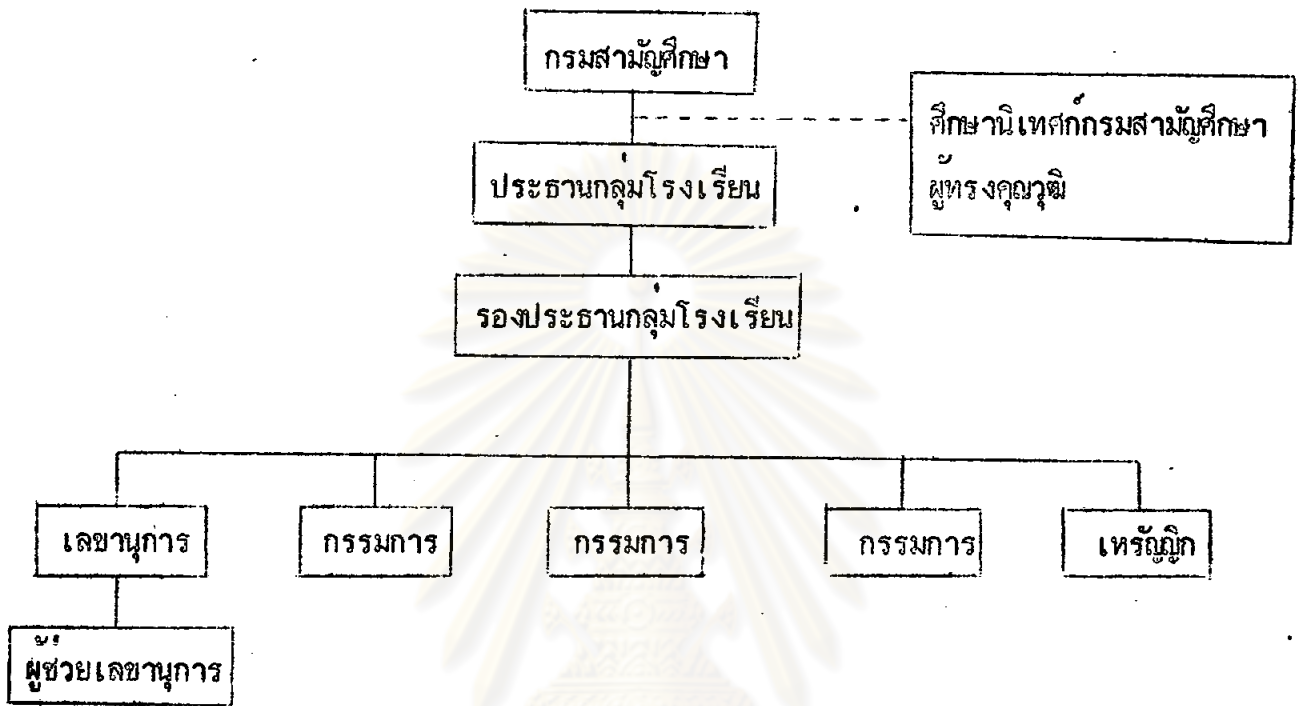 กรมสามัญศึกษา
ศึกษานิเทศก์กรมสามัญศึกษา
ผู้ทรงคุณวุฒิ
ประธานกลุ่มโรงเรียน
รองประธานกลุ่มโรงเรียน
เลขานุการ
กรรมการ
กรรมการ
กรรมการ
เหรัญญิก
ผู้ช่วยเลขานุการ